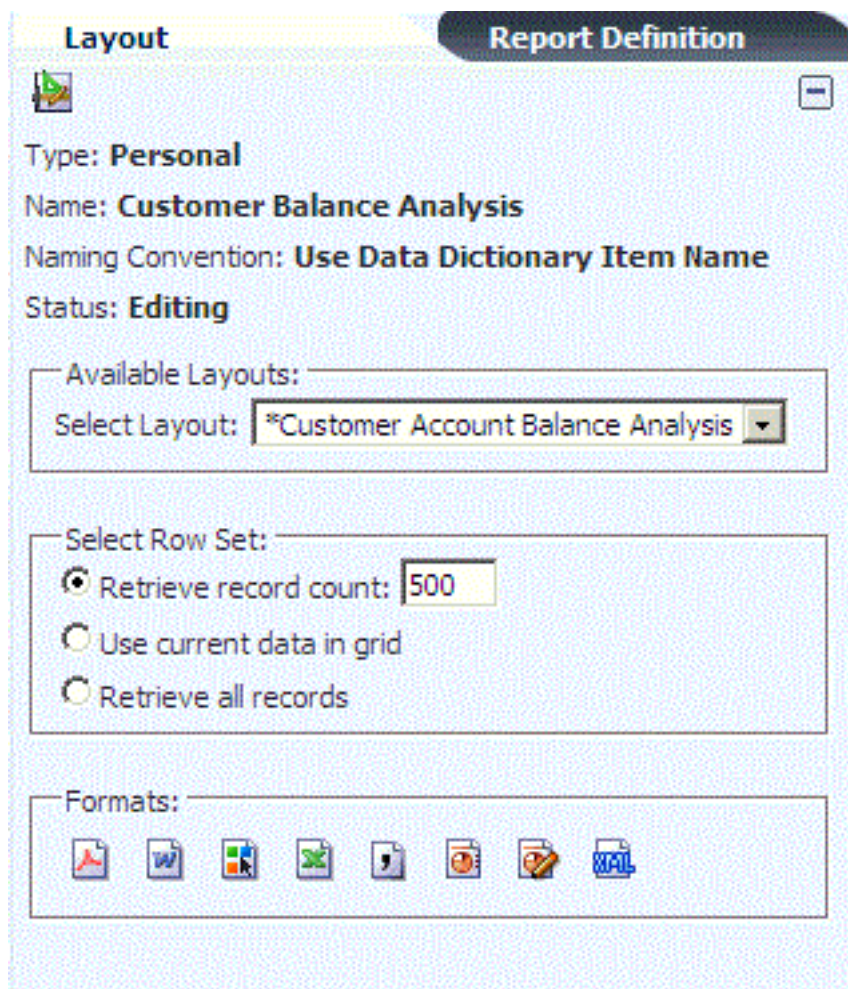 Layout
Report Definition
Type: Personal
Name: Customer Balance Analysis
Naming Convention: Use Data Dictionary Item Name
Status: Editing
Available Layouts:
Select Layout: *Customer Account Balance Analysis
Select Row Set:
Retrieve record count: 500
Use current data in grid
Retrieve all records
Formats:
W
X
,
XML